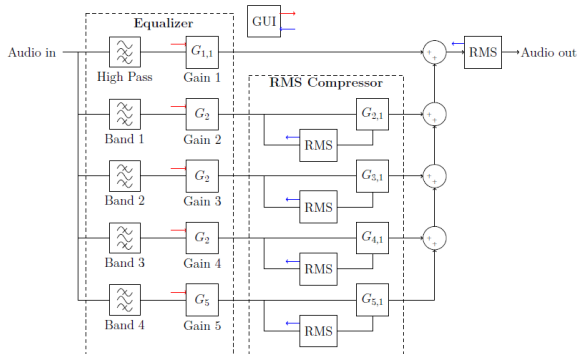 Equalizer
GUI
Audio in
G1,1
RMS
Audio out
High Pass
Gain 1
RMS Compressor
G2
G2,1
Band 1
Gain 2
RMS
G2
G3,1
Band 2
Gain 3
RMS
G2
G4,1
Band 3
Gain 4
RMS
G5
G5,1
Band 4
Gain 5
RMS
+
+
+
+
+
+
+
+